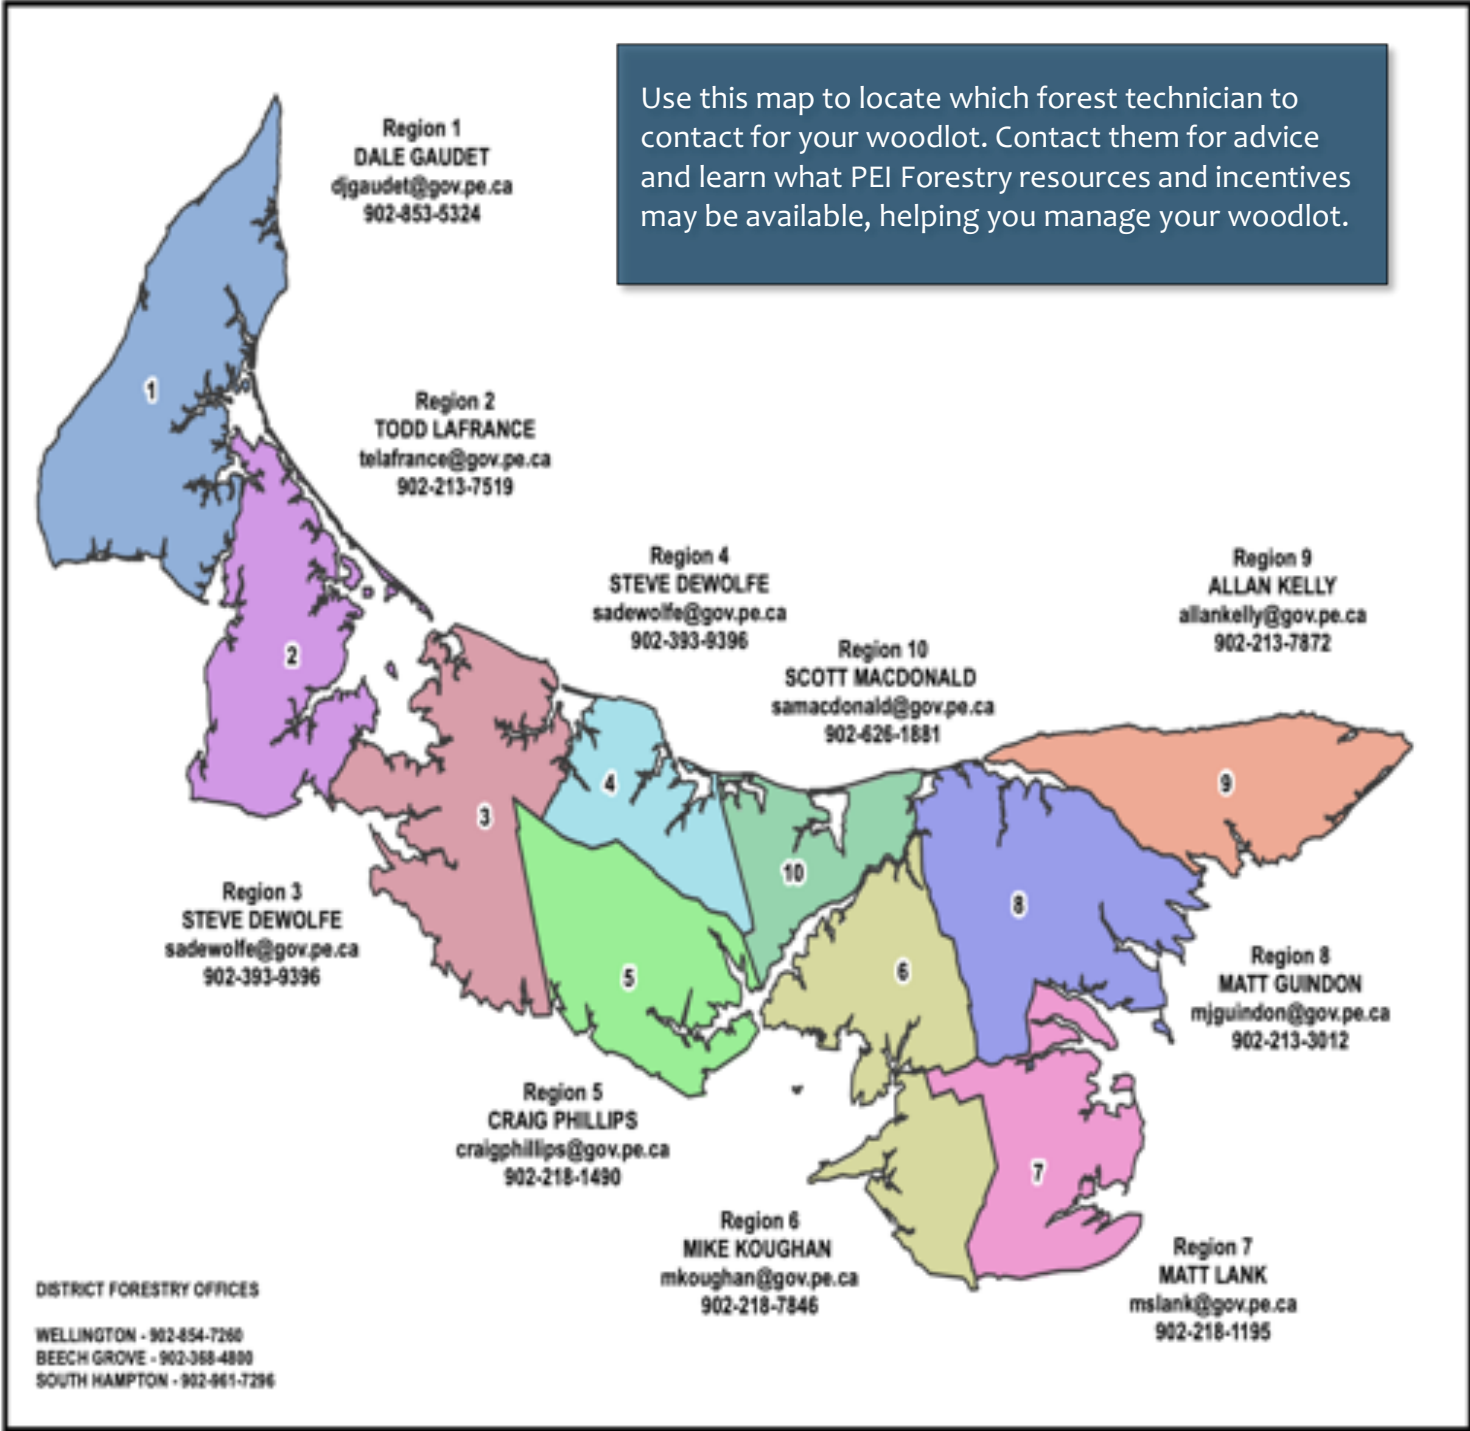 Use this map to locate which forest technician to
contact for your woodlot. Contact them for advice
and learn what PEI Forestry resources and incentives
may be available, helping you manage your woodlot.
Region 1
DALE GAUDET
djgaudet@gov.pe.ca
902-853-5324
1
Region 2
TODD LAFRANCE
telafrance@gov.pe.ca
902-213-7519
2
Region 4
STEVE DEWOLFE
sadewolfe@gov.pe.ca
902-393-9396
Region 9
ALLAN KELLY
allankelly@gov.pe.ca
902-213-7872
Region 10
SCOTT MACDONALD
samacdonald@gov.pe.ca
902-626-1881
4
9
3
10
8
Region 3
STEVE DEWOLFE
sadewolfe@gov.pe.ca
902-393-9396
5
6
Region 8
MATT GUINDON
mjguindon@gov.pe.ca
902-213-3012
Region 5
CRAIG PHILLIPS
craigphillips@gov.pe.ca
902-218-1490
7
Region 6
MIKE KOUGHAN
mkoughan@gov.pe.ca
902-218-7846
Region 7
MATT LANK
mslank@gov.pe.ca
902-218-1195
DISTRICT FORESTRY OFFICES
WELLINGTON - 902-854-7260
BEECH GROVE - 902-368-4800
SOUTH HAMPTON - 902-961-7296